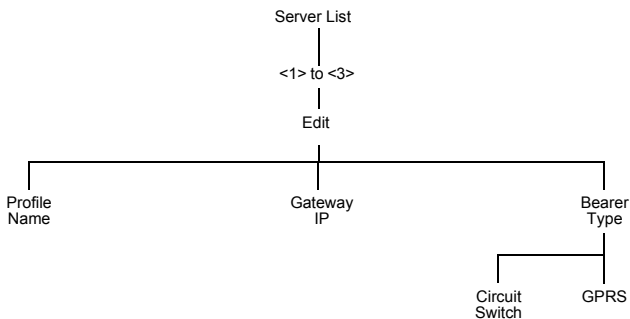 Server List
<1> to <3>
Edit
Profile
Name
Gateway
IP
Bearer
Type
Circuit
Switch
GPRS